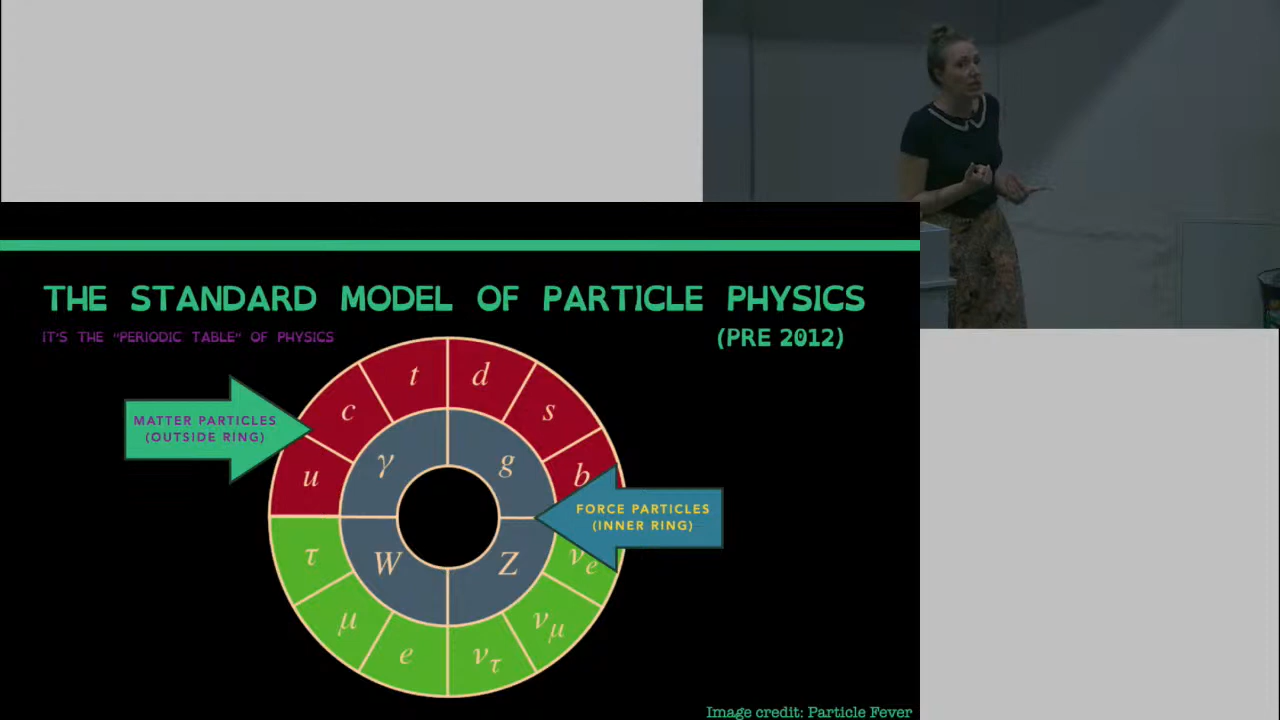 THE STANDARD MODEL OF PARTICLE PHYSICS
IT'S THE "PERIODIC TABLE" OF PHYSICS
(PRE 2012)
t
d
c
s
MATTER PARTICLES
(OUTSIDE RING)
γ
g
u
b
FORCE PARTICLES
(INNER RING)
τ
W
Z
νe
μ
νμ
e
ντ
Image credit: Particle Fever